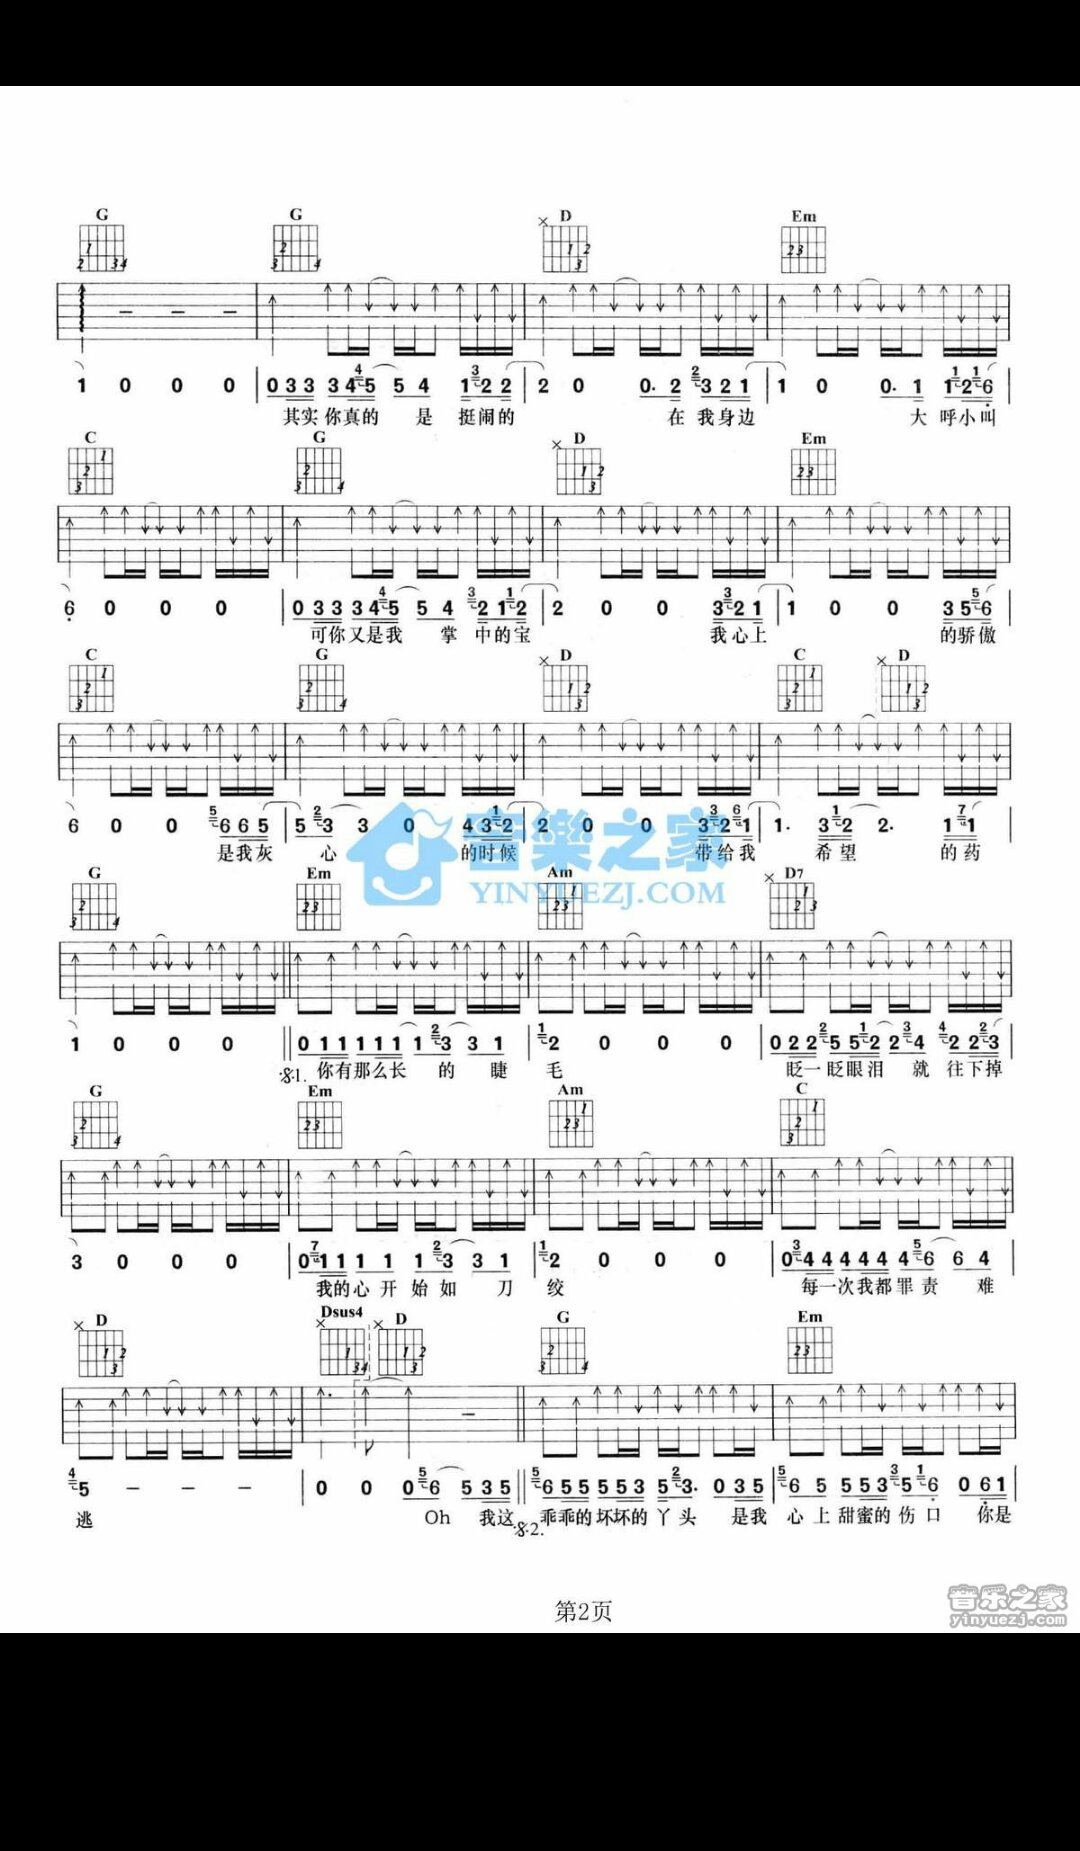 G G D Em
1 0 0 0 0 3 3 3 4 5 5 4 1 2 2 2 0 0. 2 3 2 1 1 0 0. 1 1 2 6
其实你真的 是 挺闹的 在 我身边 大 呼小叫
C G D Em
6 0 0 0 0 3 3 3 4 5 5 4 2 1 2 2 0 0 3 2 1 1 0 0 3 5 6
可你又是我 掌 中的宝 我心上 的骄傲
C G D C D
6 0 0 6 6 5 5 3 3 0 4 3 2 2 0 0 3 2 1 1. 3 2 2. 1 1
是我灰 心 的时候 带给我 希望 的药
音樂之家
YINYUEZJ.COM
G Em Am D7
1 0 0 0 0 1 1 1 1 1 1 3 3 1 2 0 0 0 0 2 2 5 5 2 2 4 2 2 3
1. 你有那么长 的 睫 毛 眨一眨眼泪 就 往下掉
G Em Am C
3 0 0 0 0 1 1 1 1 1 3 3 1 2 0 0 0 0 4 4 4 4 4 4 6 6 4
我的心开始如 刀 绞 每一次我都罪责 难
D Dsus4 D G Em
5 – – – 0 0 0 6 5 3 5 6 5 5 5 5 3 5 3. 0 3 5 6 5 5 5 3 5 6 0 6 1
逃 Oh 我这 乖乖的坏坏的丫头 是我 心上甜蜜的伤口 你是
2.
第2页
音乐之家
yinyuezj.com